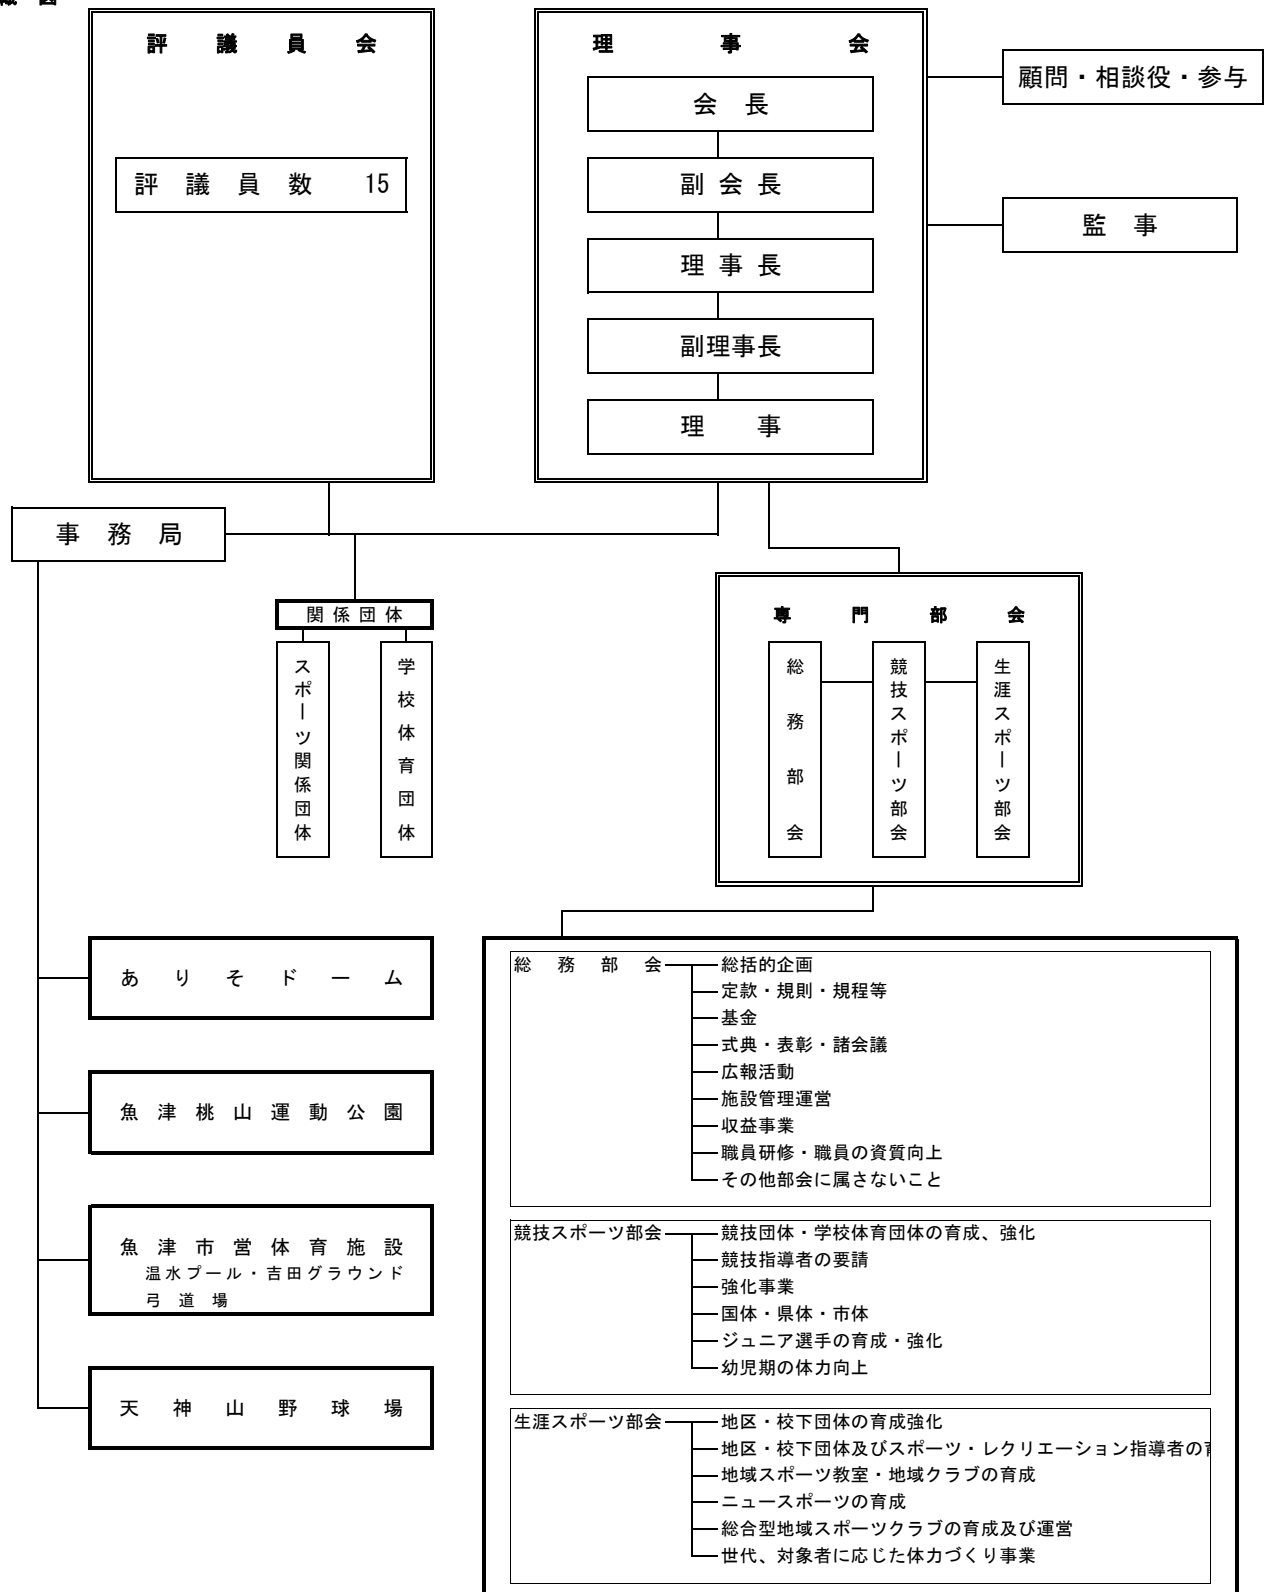 評議員会
評議員数 15
理事会
会長
副会長
理事長
副理事長
理事
顧問・相談役・参与
監事
事務局
関係団体
スポーツ関係団体
学校体育団体
専門部会
総務部会
競技スポーツ部会
生涯スポーツ部会
ありそドーム
魚津桃山運動公園
魚津市営体育施設
温水プール・吉田グラウンド
弓道場
天神山野球場
総務部会
総括的企画
定款・規則・規程等
基金
式典・表彰・諸会議
広報活動
施設管理運営
収益事業
職員研修・職員の資質向上
その他部会に属さないこと
競技スポーツ部会
競技団体・学校体育団体の育成、強化
競技指導者の要請
強化事業
国体・県体・市体
ジュニア選手の育成・強化
幼児期の体力向上
生涯スポーツ部会
地区・校下団体の育成強化
地区・校下団体及びスポーツ・レクリエーション指導者の
地域スポーツ教室・地域クラブの育成
ニュースポーツの育成
総合型地域スポーツクラブの育成及び運営
世代、対象者に応じた体力づくり事業